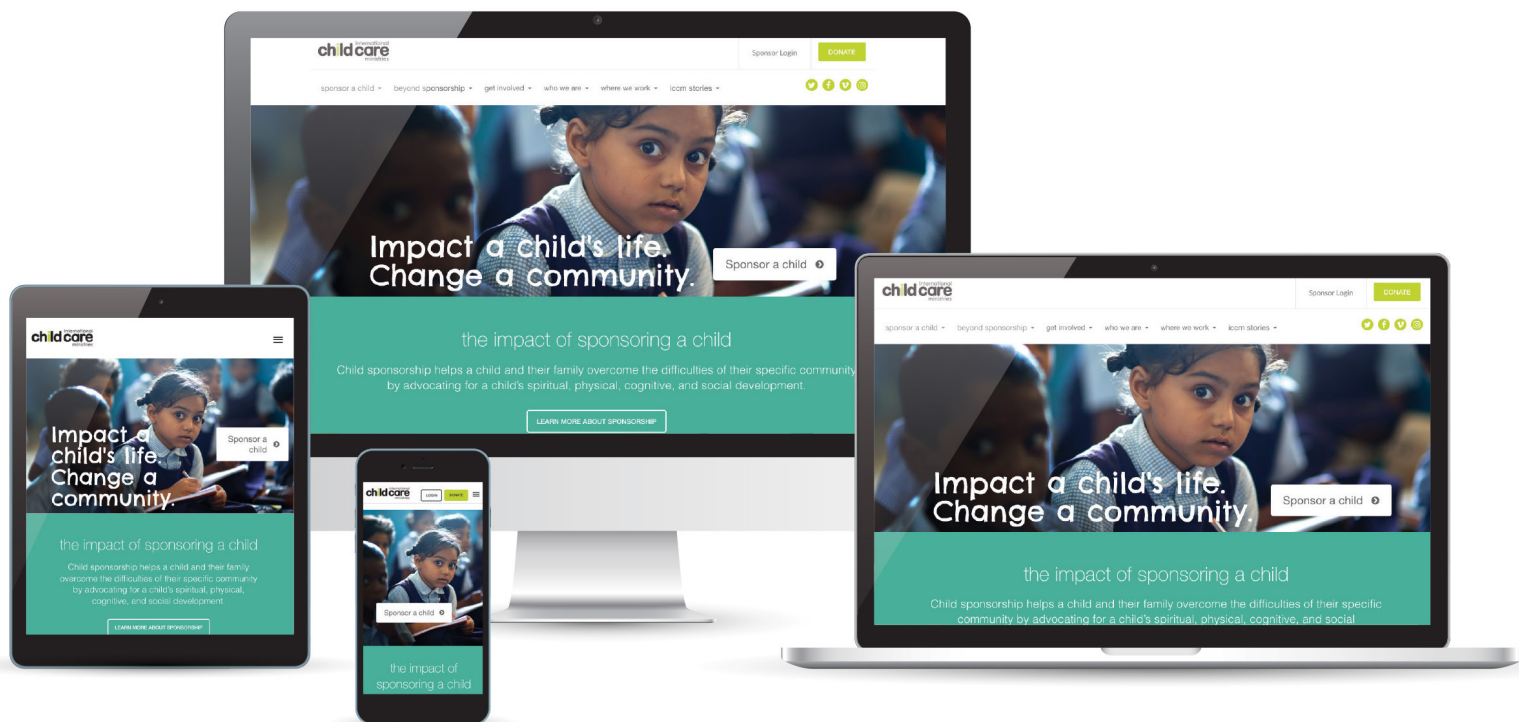 international
child care
ministries
Sponsor Login
DONATE
sponsor a child
beyond sponsorship
get involved
who we are
where we work
iccm stories
Impact a child's life.
Change a community.
Sponsor a child
the impact of sponsoring a child
Child sponsorship helps a child and their family overcome the difficulties of their specific community
by advocating for a child's spiritual, physical, cognitive, and social development.
LEARN MORE ABOUT SPONSORSHIP
international
child care
ministries
Impact a
child's life.
Change a
community.
Sponsor a
child
the impact of sponsoring a child
Child sponsorship helps a child and their family
overcome the difficulties of their specific community
by advocating for a child's spiritual, physical,
cognitive, and social development.
LEARN MORE ABOUT SPONSORSHIP
international
child care
ministries
LOGIN
DONATE
Sponsor a child
the impact of
sponsoring a child
international
child care
ministries
Sponsor Login
DONATE
sponsor a child
beyond sponsorship
get involved
who we are
where we work
iccm stories
Impact a child's life.
Change a community.
Sponsor a child
the impact of sponsoring a child
Child sponsorship helps a child and their family overcome the difficulties of their specific
community by advocating for a child's spiritual, physical, cognitive, and social